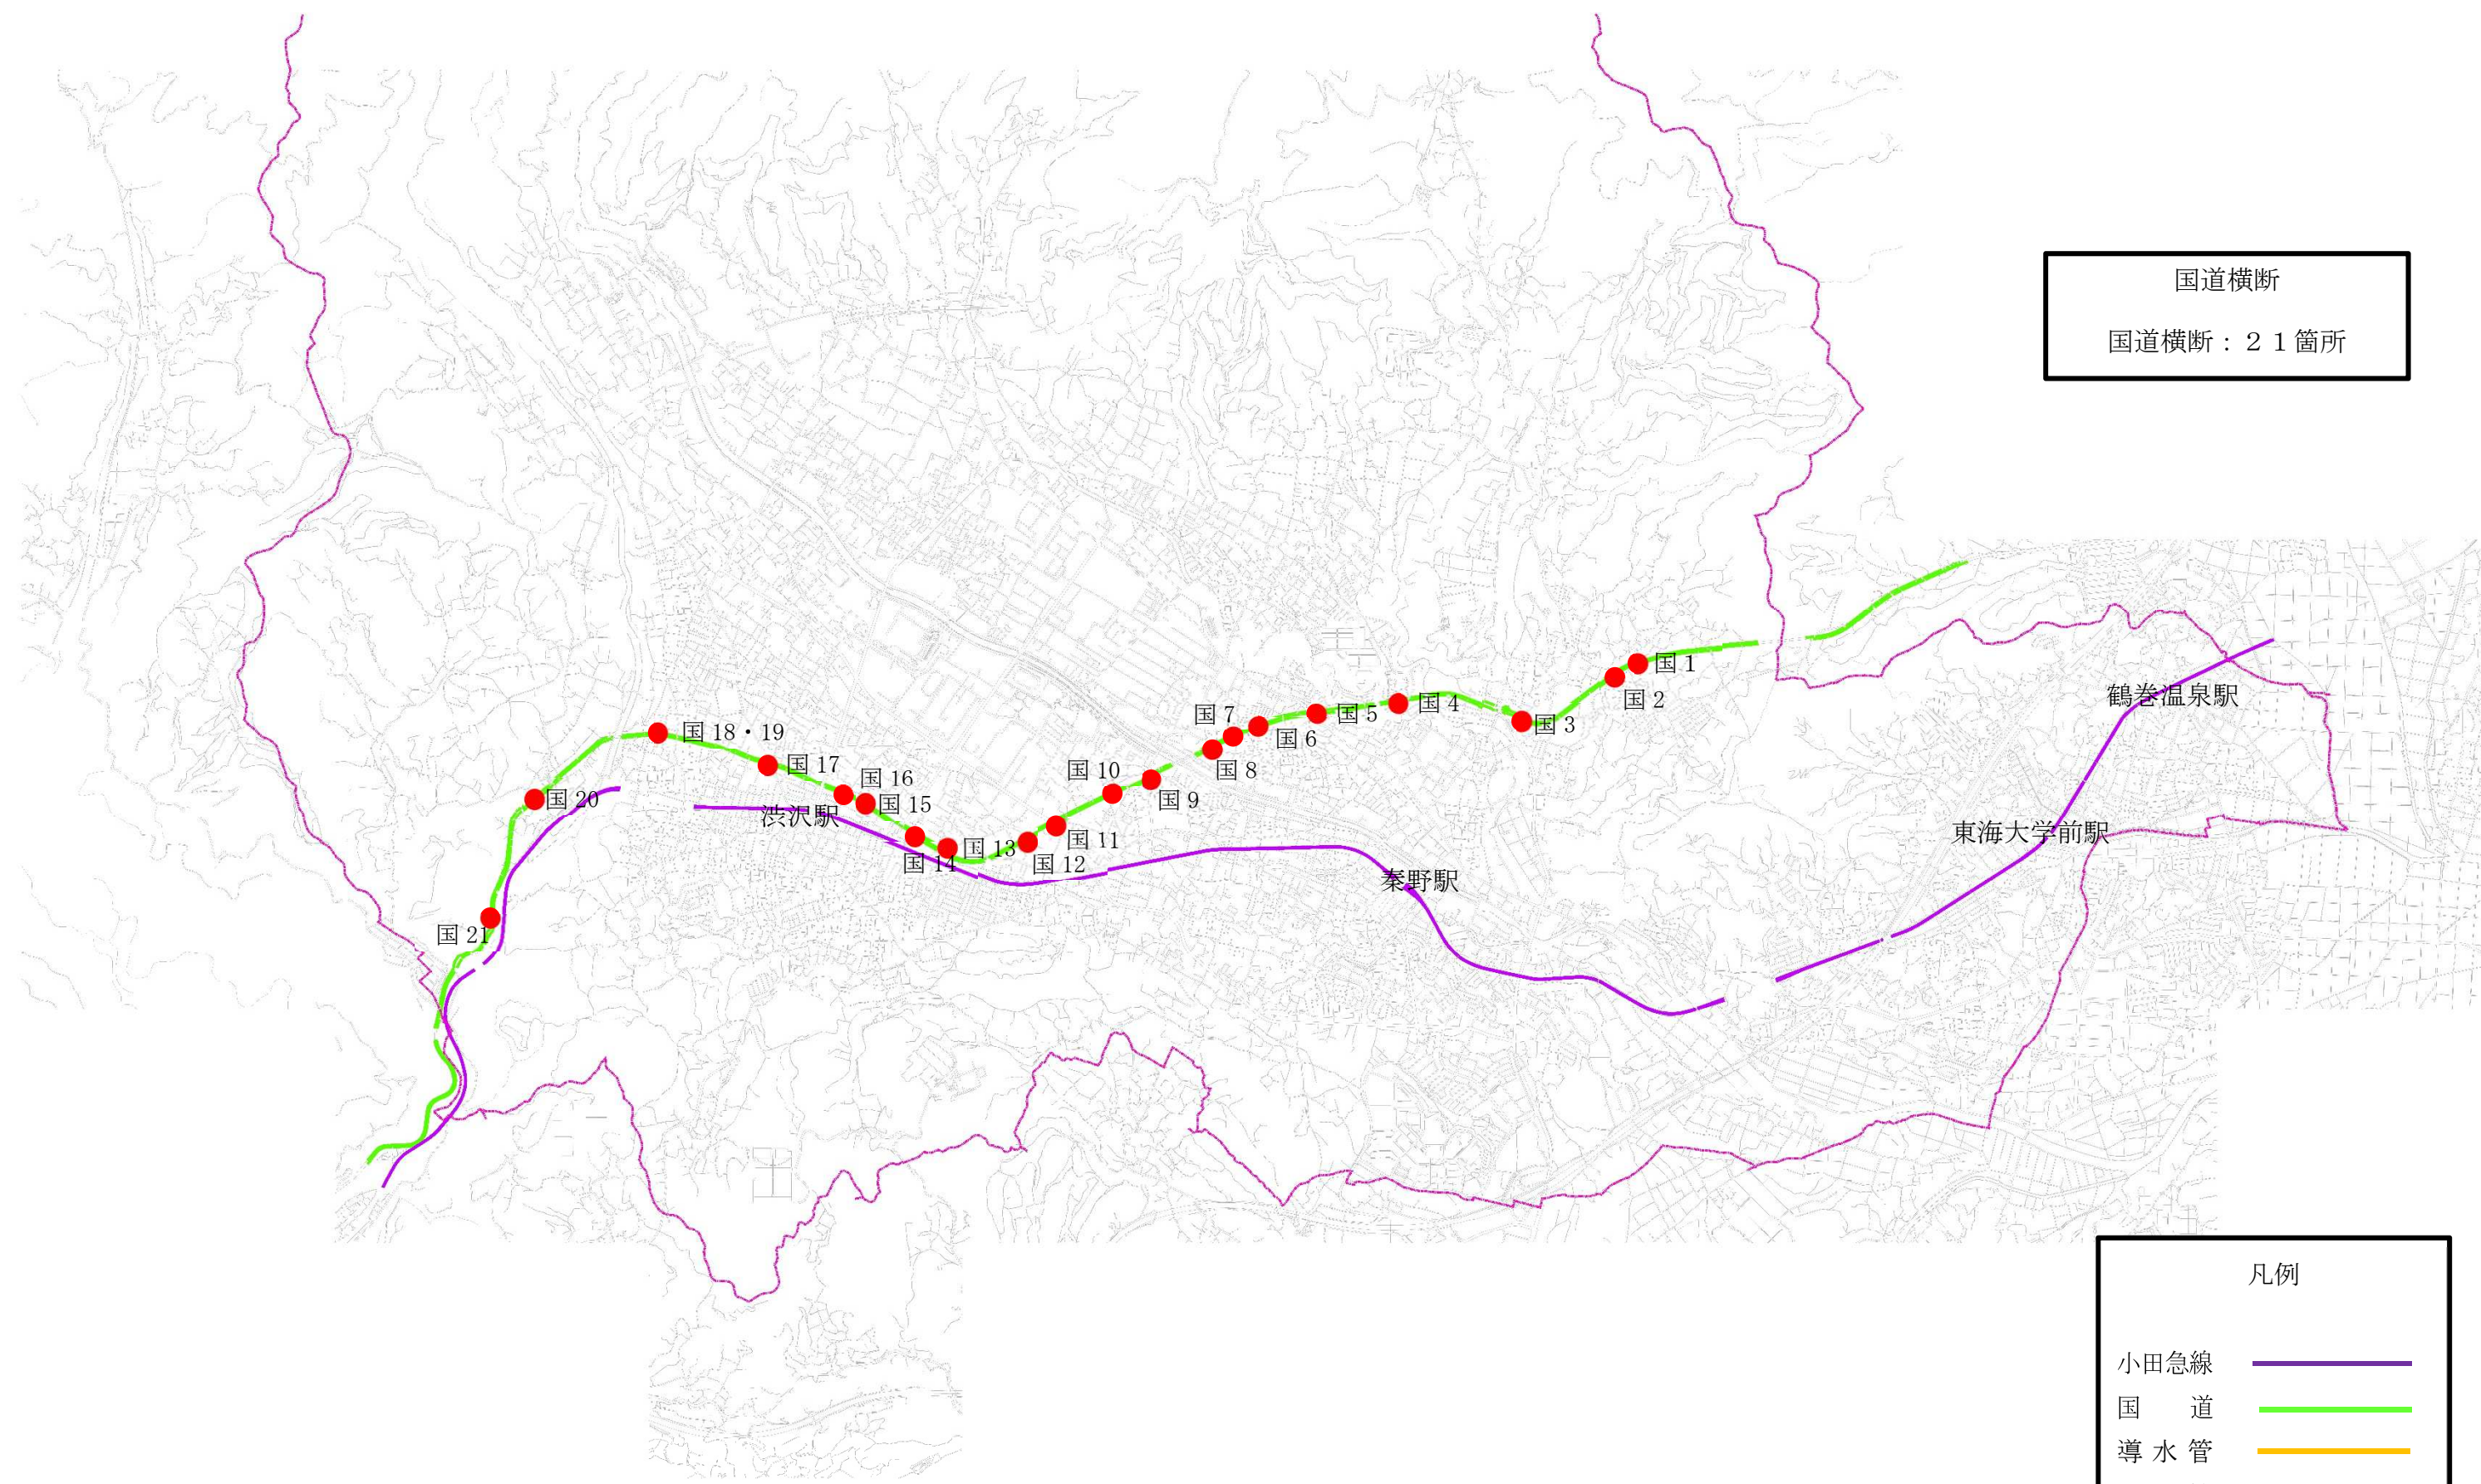 国道横断
国道横断：２１箇所
国 1
国 2
国 3
国 4
国 5
国 6
国 7
国 8
国 9
国 10
国 11
国 12
国 13
国 14
国 15
国 16
国 17
国 18・19
国 20
国 21
鶴巻温泉駅
東海大学前駅
秦野駅
渋沢駅
凡例
小田急線
国　道
導 水 管